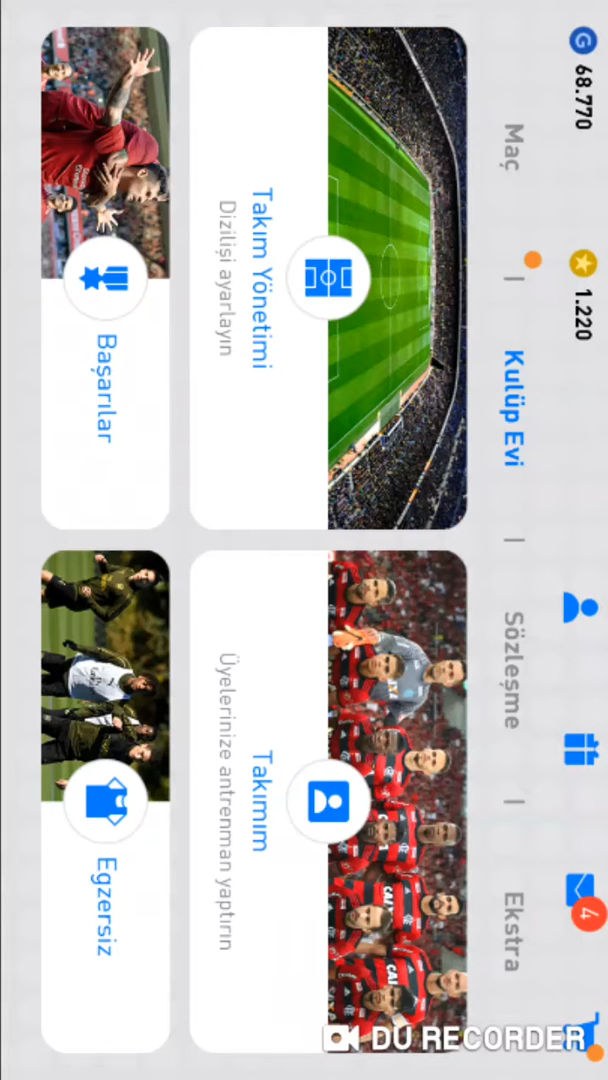 68.770
1.220
4
Maç
Kulüp Evi
Sözleşme
Ekstra
Takım Yönetimi
Dizilişi ayarlayın
Takımım
Üyelerinize antrenman yaptırın
Başarılar
Egzersiz
DU RECORDER